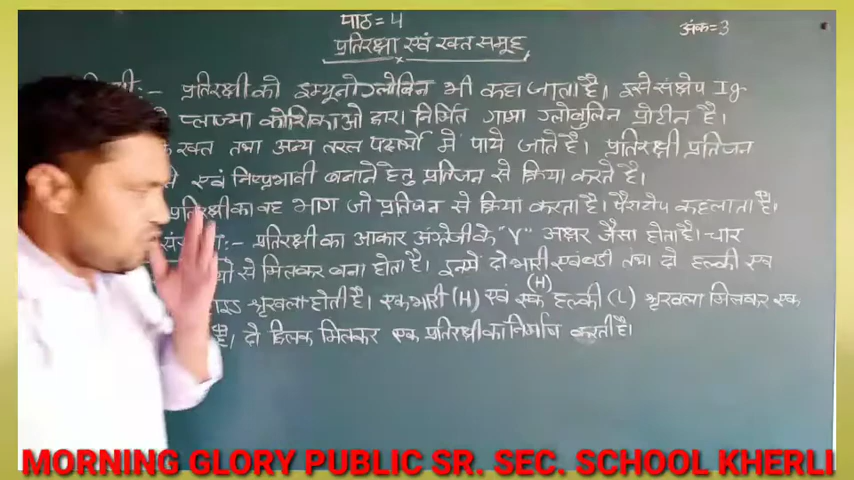 पाठ = 4
अंक = 3
प्रतिरक्षा एवं रक्त समूह
:- प्रतिरक्षी को इम्यूनोग्लोबिन भी कहा जाता है। इसे संक्षेप Ig
प्लाज्मा कोशिकाओ द्वारा निर्मित गामा ग्लोबुलिन प्रोटीन है।
रक्त तथा अन्य तरल पदार्थो में पाये जाते है। प्रतिरक्षी प्रतिजन
एवं निष्प्रभावी बनाने हेतु प्रतिजन से क्रिया करते है।
प्रतिरक्षी का वह भाग जो प्रतिजन से क्रिया करता है। पैराटोप कहलाता है।
:- प्रतिरक्षी का आकार अंग्रेजी के "Y" अक्षर जैसा होता है। चार
से मिलकर बना होता है। इनमें दो भारी एवं बडी तथा दो हल्की एवं
श्रृंखला होती है। एक भारी (H) एवं एक हल्की (L) श्रृंखला मिलकर एक
(H)
है। दो द्विलक मिलकर एक प्रतिरक्षी का निर्माण करती है।
MORNING GLORY PUBLIC SR. SEC. SCHOOL KHERLI